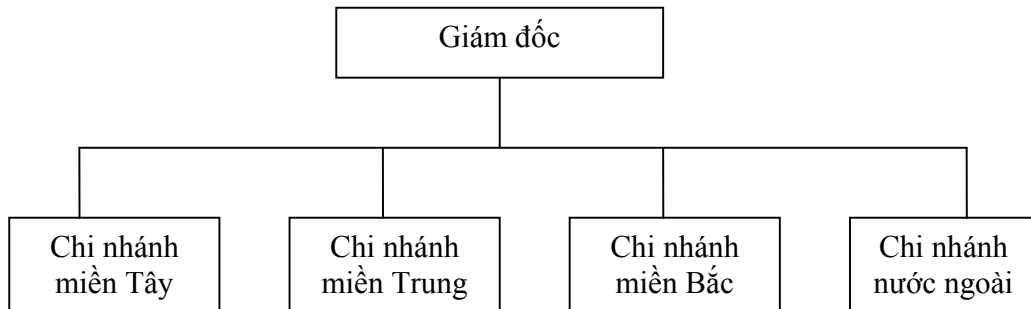 Giám đốc
Chi nhánh
miền Tây
Chi nhánh
miền Trung
Chi nhánh
miền Bắc
Chi nhánh
nước ngoài